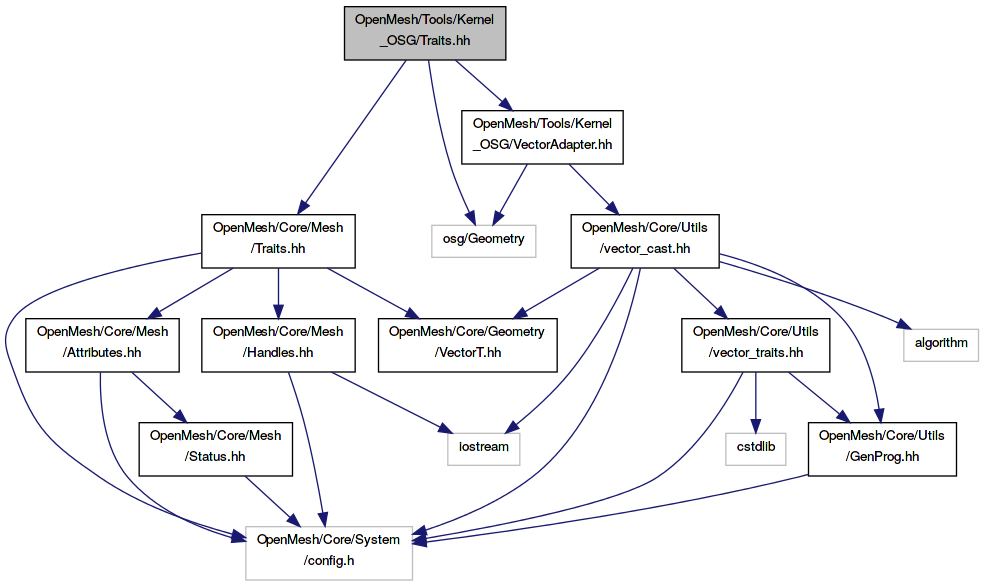 OpenMesh/Tools/Kernel
_OSG/Traits.hh
OpenMesh/Tools/Kernel
_OSG/VectorAdapter.hh
OpenMesh/Core/Mesh
/Traits.hh
osg/Geometry
OpenMesh/Core/Utils
/vector_cast.hh
OpenMesh/Core/Mesh
/Attributes.hh
OpenMesh/Core/Mesh
/Handles.hh
OpenMesh/Core/Geometry
/VectorT.hh
OpenMesh/Core/Utils
/vector_traits.hh
algorithm
OpenMesh/Core/Mesh
/Status.hh
iostream
cstdlib
OpenMesh/Core/Utils
/GenProg.hh
OpenMesh/Core/System
/config.h